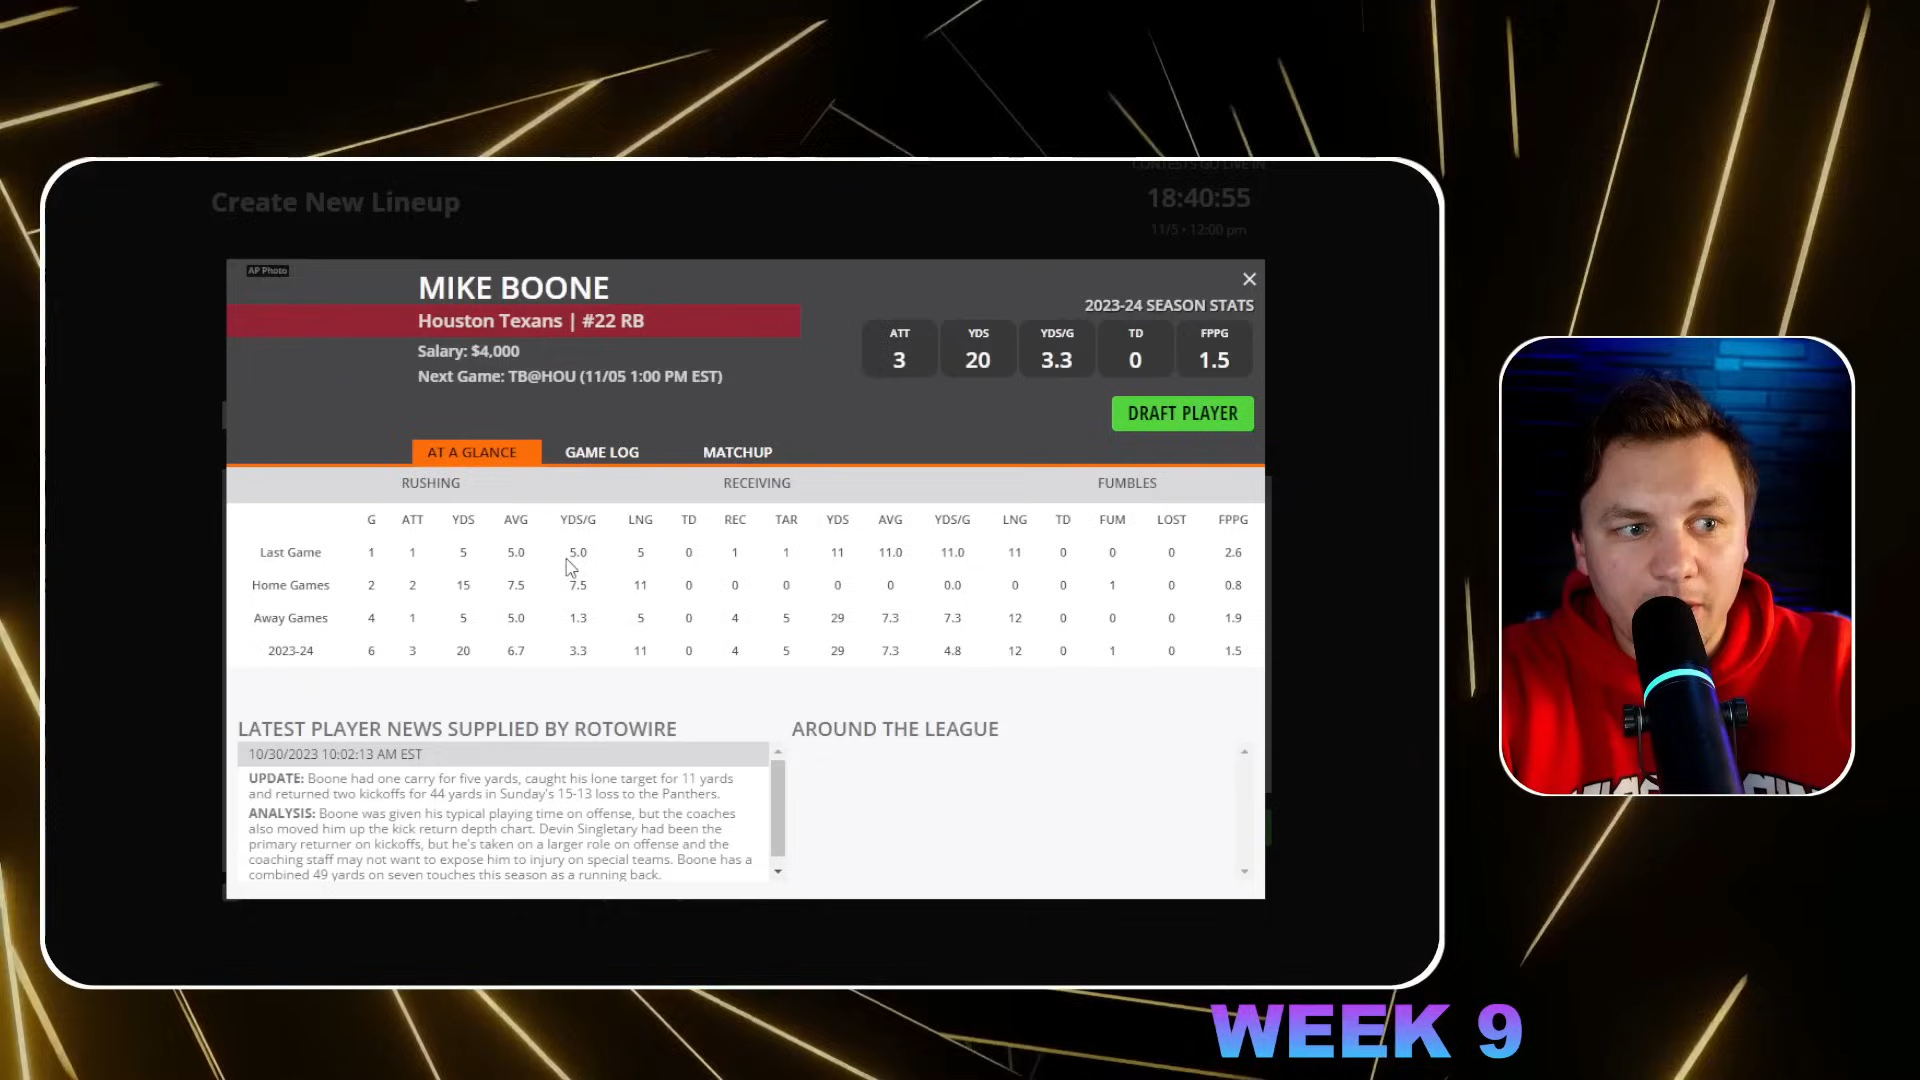 CONTESTS GO LIVE IN
Create New Lineup
18:40:55
11/5 • 12:00 pm
AP Photo
MIKE BOONE
×
Houston Texans | #22 RB
2023-24 SEASON STATS
Salary: $4,000
Next Game: TB@HOU (11/05 1:00 PM EST)
ATT YDS YDS/G TD FPPG
3 20 3.3 0 1.5
DRAFT PLAYER
AT A GLANCE GAME LOG MATCHUP
RUSHING RECEIVING FUMBLES
G ATT YDS AVG YDS/G LNG TD REC TAR YDS AVG YDS/G LNG TD FUM LOST FPPG
Last Game 1 1 5 5.0 5.0 5 0 1 1 11 11.0 11.0 11 0 0 0 2.6
Home Games 2 2 15 7.5 7.5 11 0 0 0 0 0 0.0 0 0 1 0 0.8
Away Games 4 1 5 5.0 1.3 5 0 4 5 29 7.3 7.3 12 0 0 0 1.9
2023-24 6 3 20 6.7 3.3 11 0 4 5 29 7.3 4.8 12 0 1 0 1.5
LATEST PLAYER NEWS SUPPLIED BY ROTOWIRE
AROUND THE LEAGUE
10/30/2023 10:02:13 AM EST
UPDATE: Boone had one carry for five yards, caught his lone target for 11 yards
and returned two kickoffs for 44 yards in Sunday's 15-13 loss to the Panthers.
ANALYSIS: Boone was given his typical playing time on offense, but the coaches
also moved him up the kick return depth chart. Devin Singletary had been the
primary returner on kickoffs, but he's taken on a larger role on offense and the
coaching staff may not want to expose him to injury on special teams. Boone has a
combined 49 yards on seven touches this season as a running back.
WEEK 9